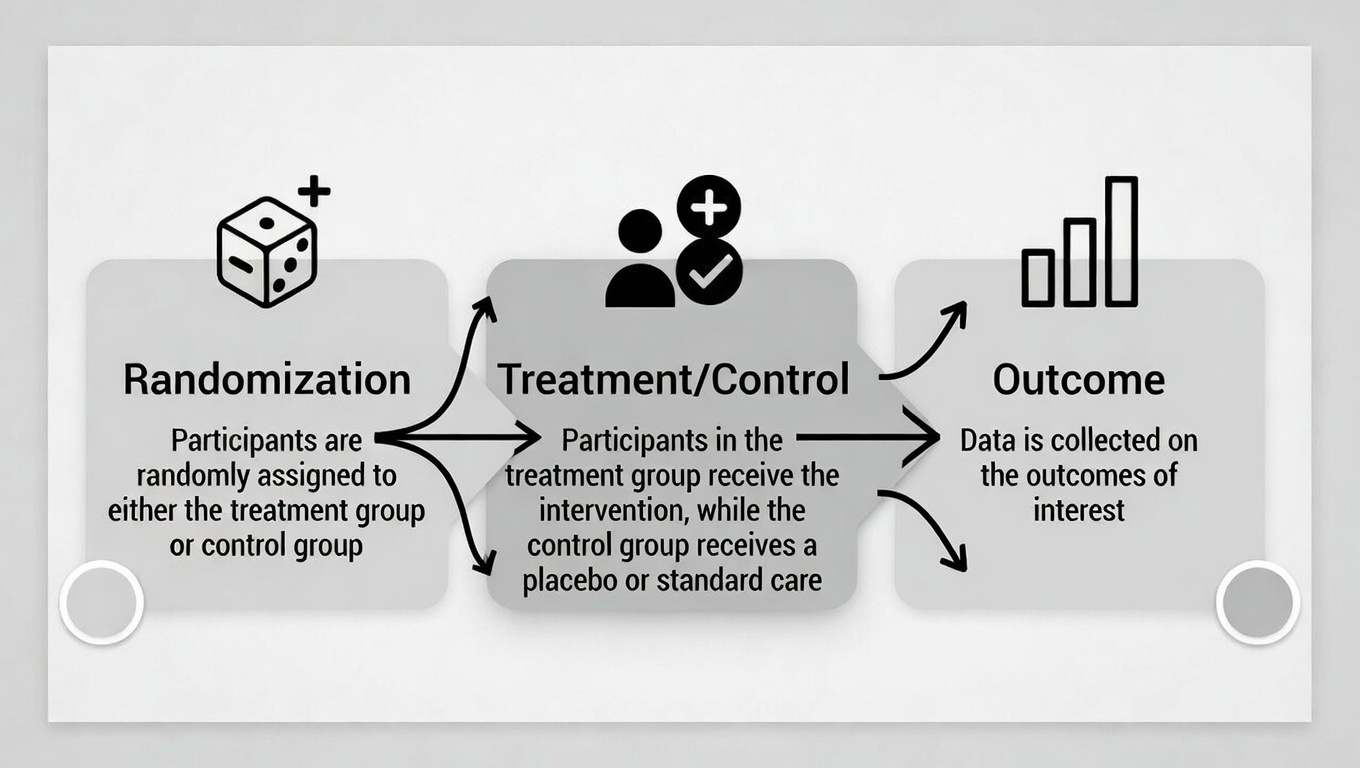 Randomization
Participants are
randomly assigned to
either the treatment group
or control group
Treatment/Control
Participants in the
treatment group receive the
intervention, while the
control group receives a
placebo or standard care
Outcome
Data is collected on
the outcomes of
interest